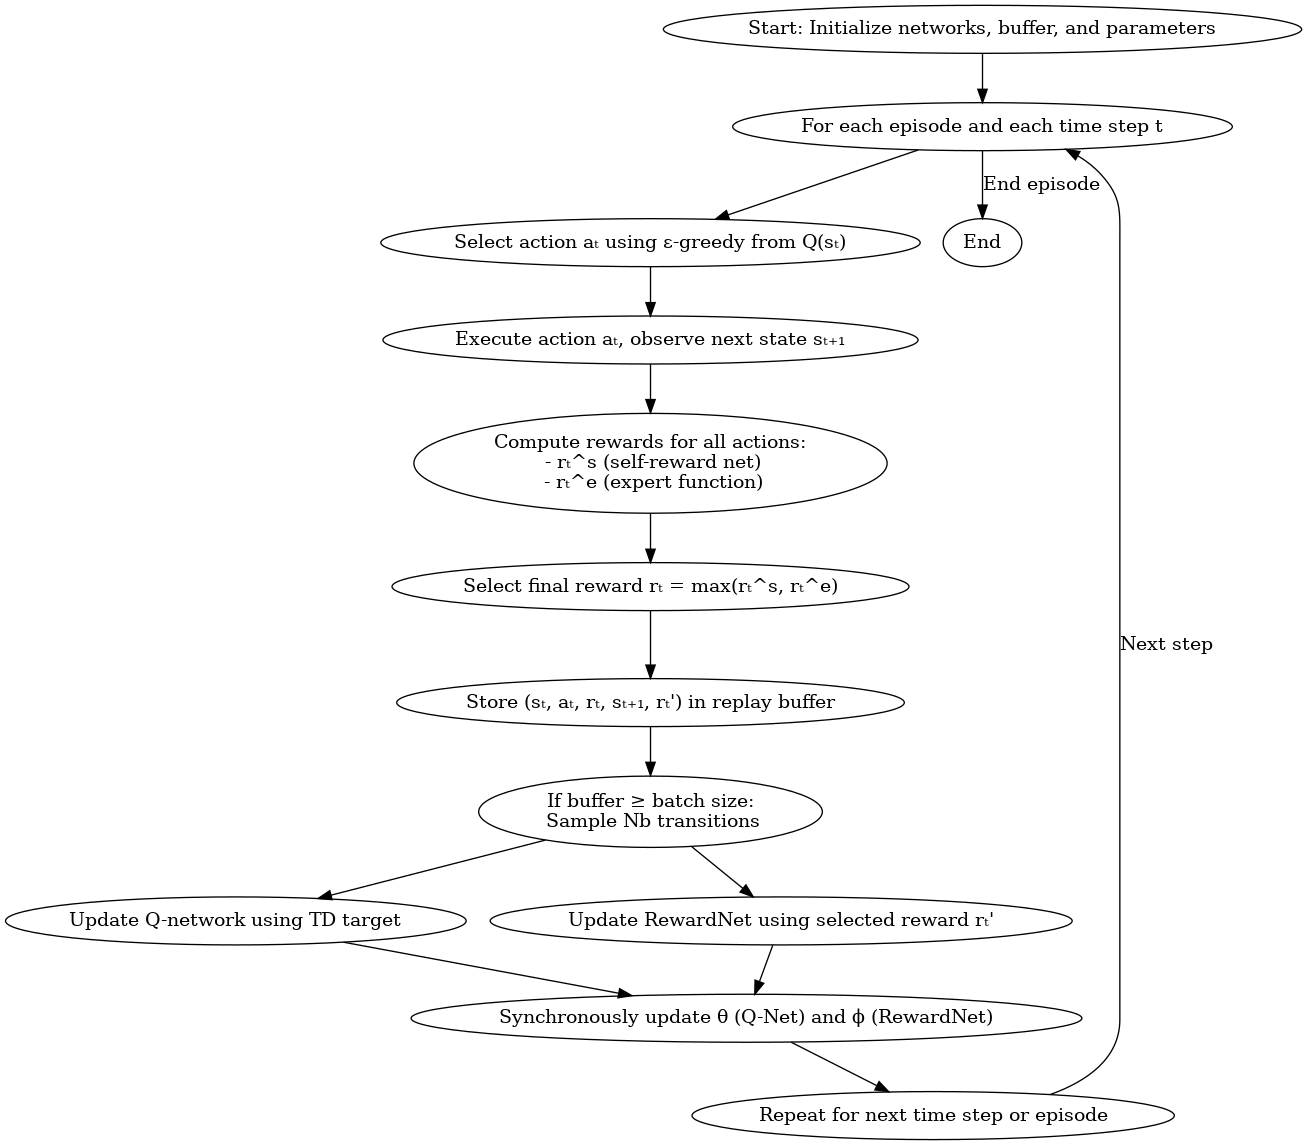 Start: Initialize networks, buffer, and parameters
For each episode and each time step t
End episode
Select action aₜ using ε-greedy from Q(sₜ)
End
Execute action aₜ, observe next state sₜ₊₁
Compute rewards for all actions:
- rₜ^s (self-reward net)
- rₜ^e (expert function)
Select final reward rₜ = max(rₜ^s, rₜ^e)
Next step
Store (sₜ, aₜ, rₜ, sₜ₊₁, rₜ') in replay buffer
If buffer ≥ batch size:
Sample Nb transitions
Update Q-network using TD target
Update RewardNet using selected reward rₜ'
Synchronously update θ (Q-Net) and ϕ (RewardNet)
Repeat for next time step or episode